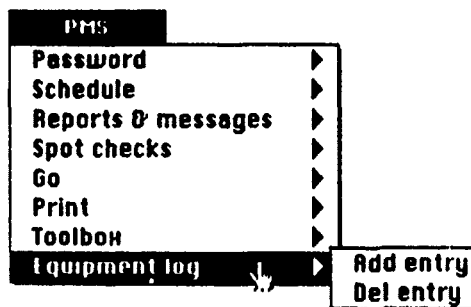 PMS
Password
Schedule
Reports & messages
Spot checks
Go
Print
Toolbox
Equipment log
Add entry
Del entry